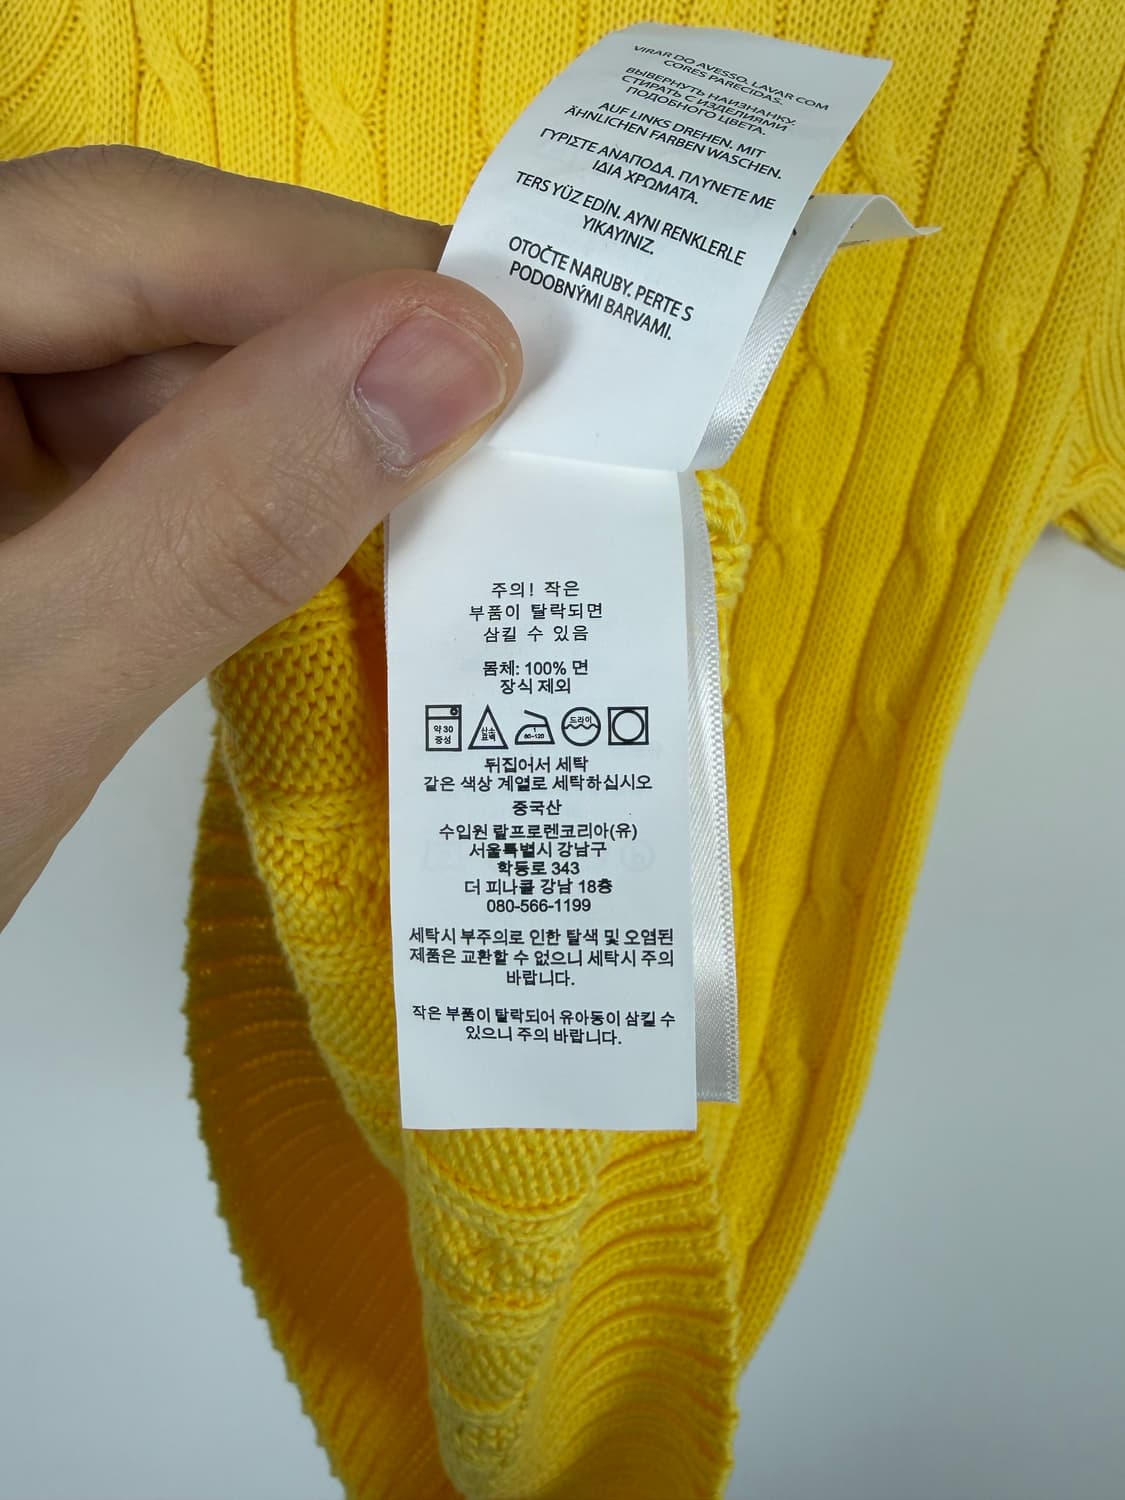 VIRAR DO AVESSO. LAVAR COM
CORES PARECIDAS.
ВЫВЕРНУТЬ НАИЗНАНКУ.
СТИРАТЬ С ИЗДЕЛИЯМИ
ПОДОБНОГО ЦВЕТА.
AUF LINKS DREHEN. MIT
ÄHNLICHEN FARBEN WASCHEN.
ΓΥΡΙΣΤΕ ΑΝΑΠΟΔΑ. ΠΛΥΝΕΤΕ ΜΕ
ΙΔΙΑ ΧΡΩΜΑΤΑ.
TERS YÜZ EDİN. AYNI RENKLERLE
YIKAYINIZ.
OTOČTE NARUBY. PERTE S
PODOBNÝMI BARVAMI.
주의! 작은
부품이 탈락되면
삼킬 수 있음
몸체: 100% 면
장식 제외
약 30
중성
산소
표백
1
80~120
드라이
뒤집어서 세탁
같은 색상 계열로 세탁하십시오
중국산
수입원 랄프로렌코리아(유)
서울특별시 강남구
학동로 343
더 피나클 강남 18층
080-566-1199
세탁시 부주의로 인한 탈색 및 오염된
제품은 교환할 수 없으니 세탁시 주의
바랍니다.
작은 부품이 탈락되어 유아동이 삼킬 수
있으니 주의 바랍니다.